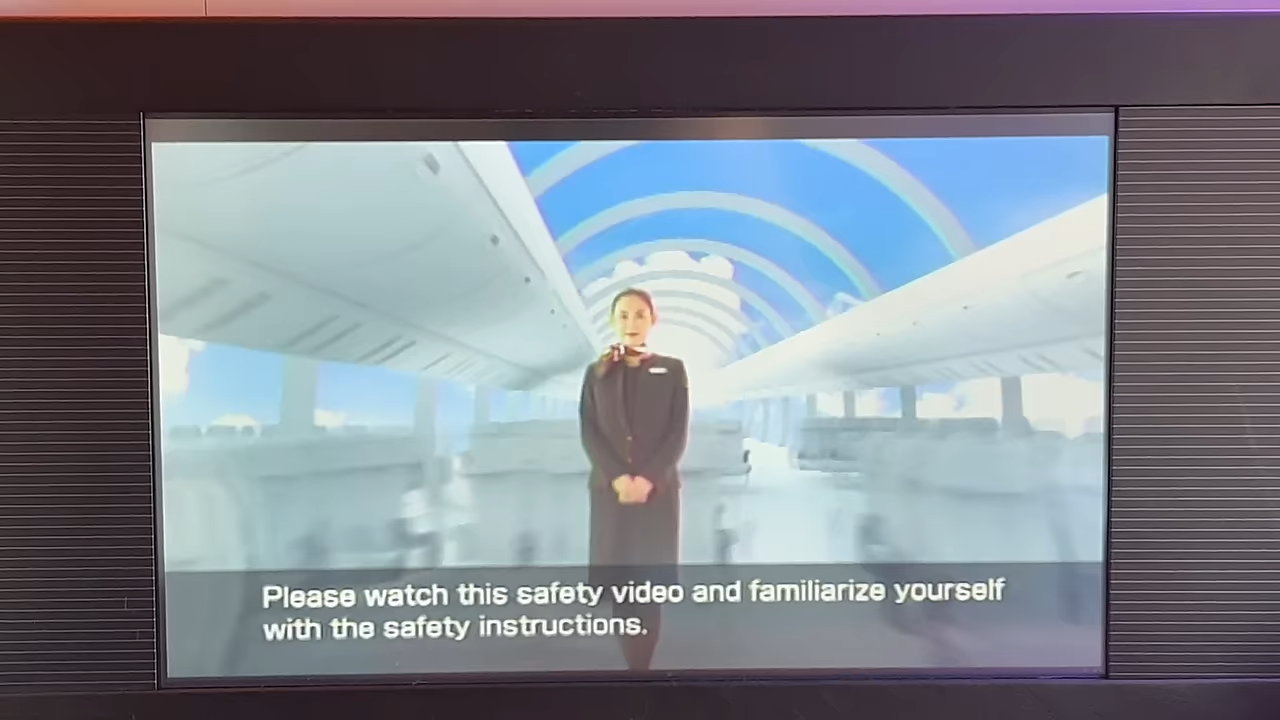 Please watch this safety video and familiarize yourself
with the safety instructions.